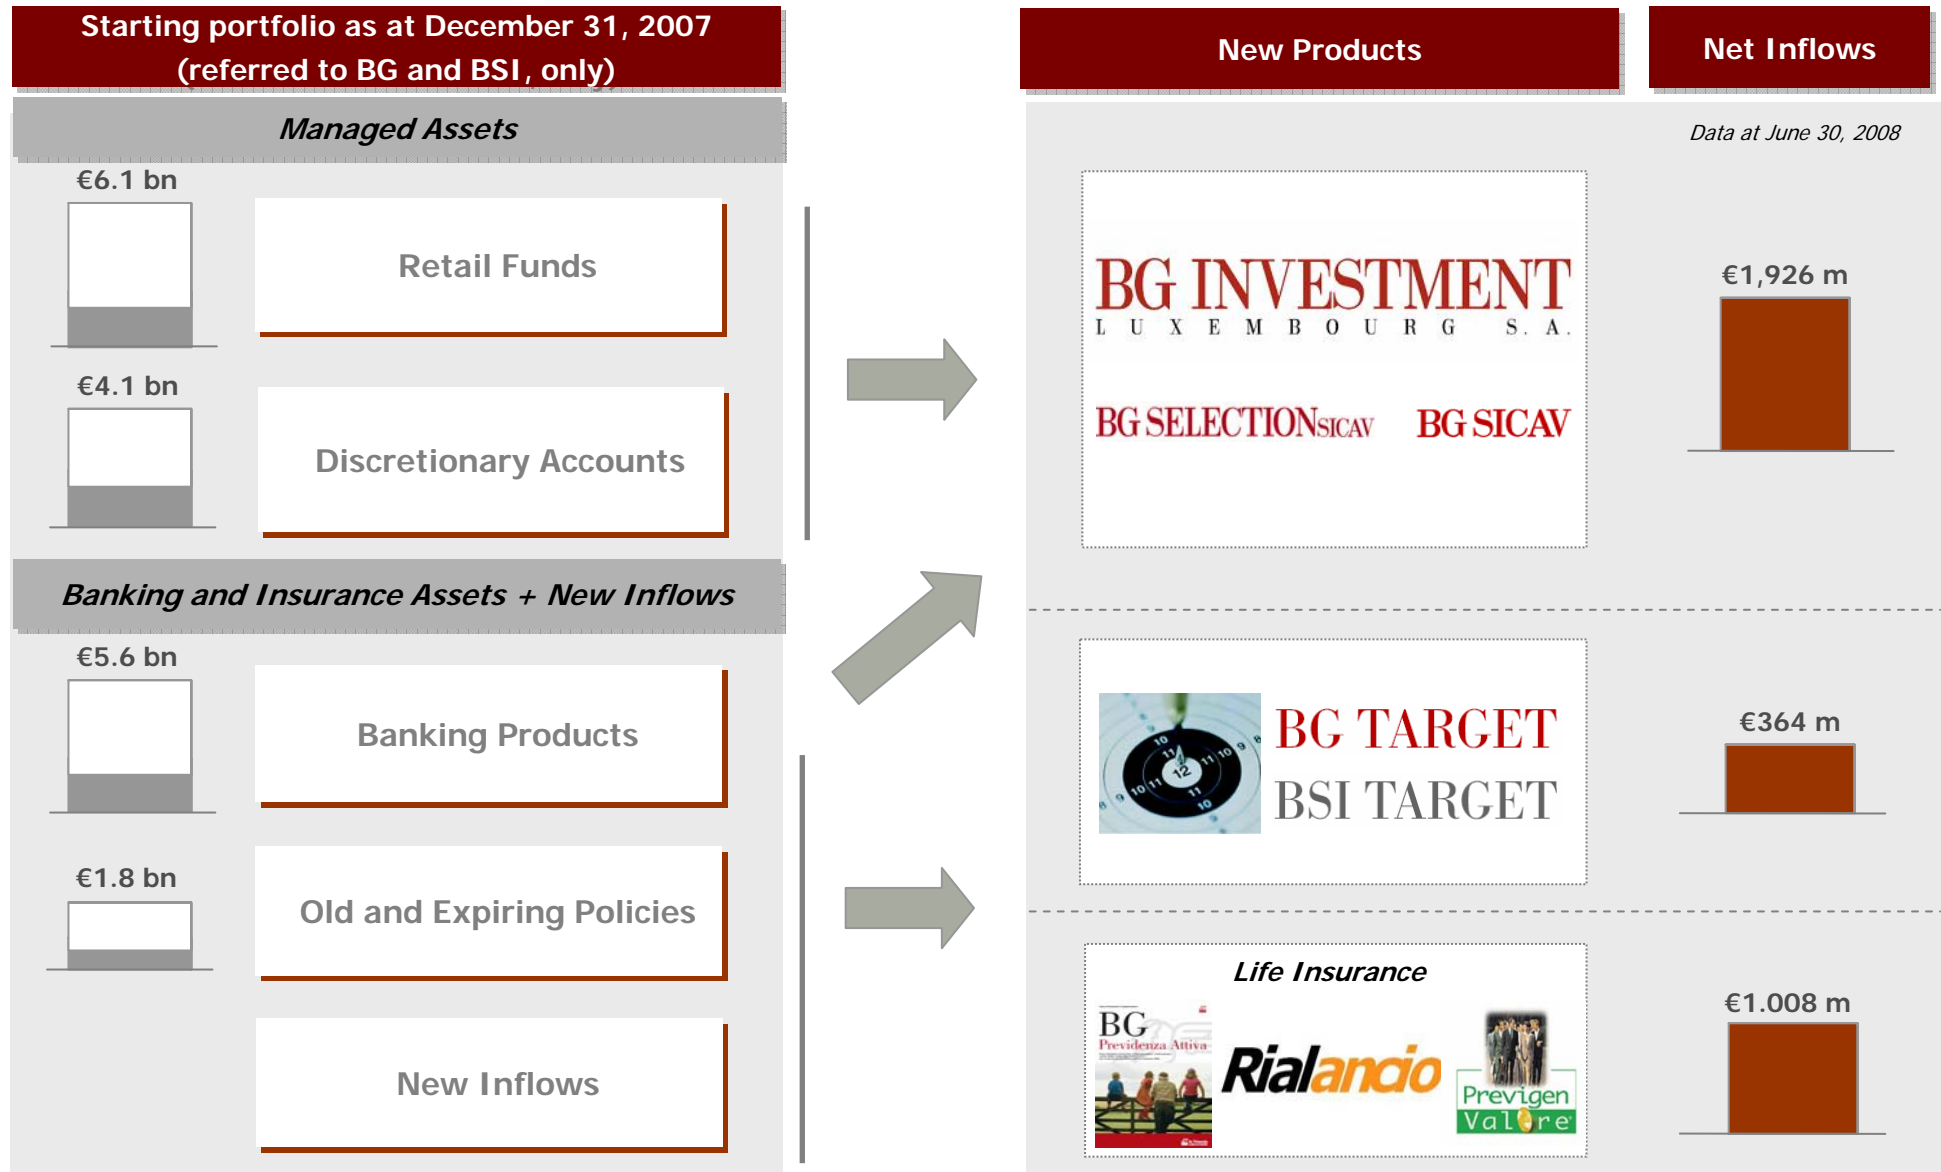 Starting portfolio as at December 31, 2007
(referred to BG and BSI, only)
Managed Assets
€6.1 bn
Retail Funds
€4.1 bn
Discretionary Accounts
Banking and Insurance Assets + New Inflows
€5.6 bn
Banking Products
€1.8 bn
Old and Expiring Policies
New Inflows
New Products
Net Inflows
Data at June 30, 2008
BG INVESTMENT
LUXEMBOURG S.A.
BG SELECTION SICAV
BG SICAV
€1,926 m
BG TARGET
BSI TARGET
€364 m
Life Insurance
BG
Previdenza Attiva
Rialancio
Previgen
Valore
€1.008 m